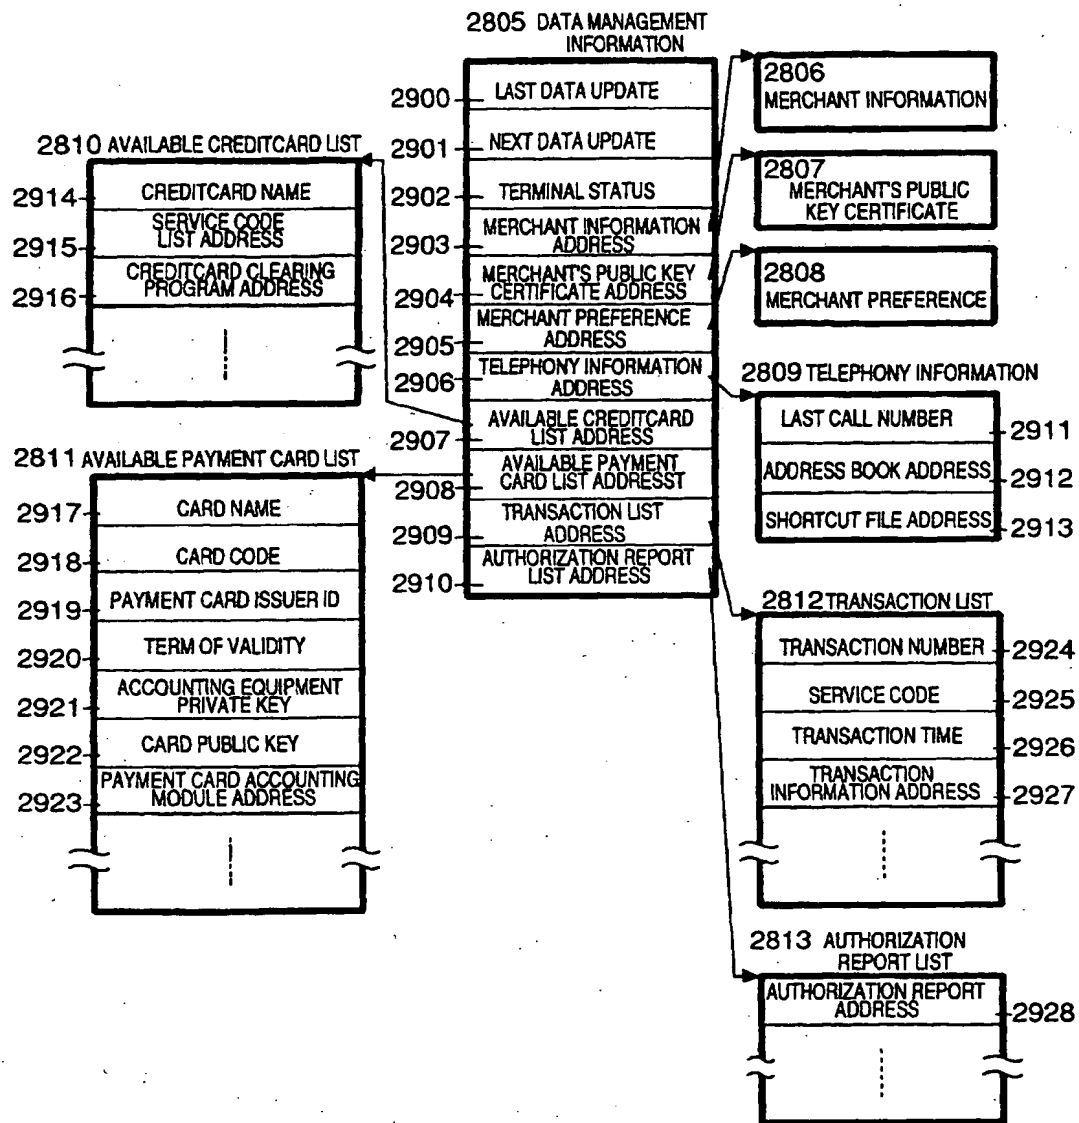 2805 DATA MANAGEMENT
INFORMATION
2900 LAST DATA UPDATE
2901 NEXT DATA UPDATE
2902 TERMINAL STATUS
2903 MERCHANT INFORMATION
ADDRESS
2904 MERCHANT'S PUBLIC KEY
CERTIFICATE ADDRESS
2905 MERCHANT PREFERENCE
ADDRESS
2906 TELEPHONY INFORMATION
ADDRESS
2907 AVAILABLE CREDITCARD
LIST ADDRESS
2908 AVAILABLE PAYMENT
CARD LIST ADDRESST
2909 TRANSACTION LIST
ADDRESS
2910 AUTHORIZATION REPORT
LIST ADDRESS
2810 AVAILABLE CREDITCARD LIST
2914 CREDITCARD NAME
2915 SERVICE CODE
LIST ADDRESS
2916 CREDITCARD CLEARING
PROGRAM ADDRESS
2811 AVAILABLE PAYMENT CARD LIST
2917 CARD NAME
2918 CARD CODE
2919 PAYMENT CARD ISSUER ID
2920 TERM OF VALIDITY
2921 ACCOUNTING EQUIPMENT
PRIVATE KEY
2922 CARD PUBLIC KEY
2923 PAYMENT CARD ACCOUNTING
MODULE ADDRESS
2806
MERCHANT INFORMATION
2807
MERCHANT'S PUBLIC
KEY CERTIFICATE
2808
MERCHANT PREFERENCE
2809 TELEPHONY INFORMATION
LAST CALL NUMBER 2911
ADDRESS BOOK ADDRESS 2912
SHORTCUT FILE ADDRESS 2913
2812 TRANSACTION LIST
TRANSACTION NUMBER 2924
SERVICE CODE 2925
TRANSACTION TIME 2926
TRANSACTION
INFORMATION ADDRESS 2927
2813 AUTHORIZATION
REPORT LIST
AUTHORIZATION REPORT
ADDRESS 2928